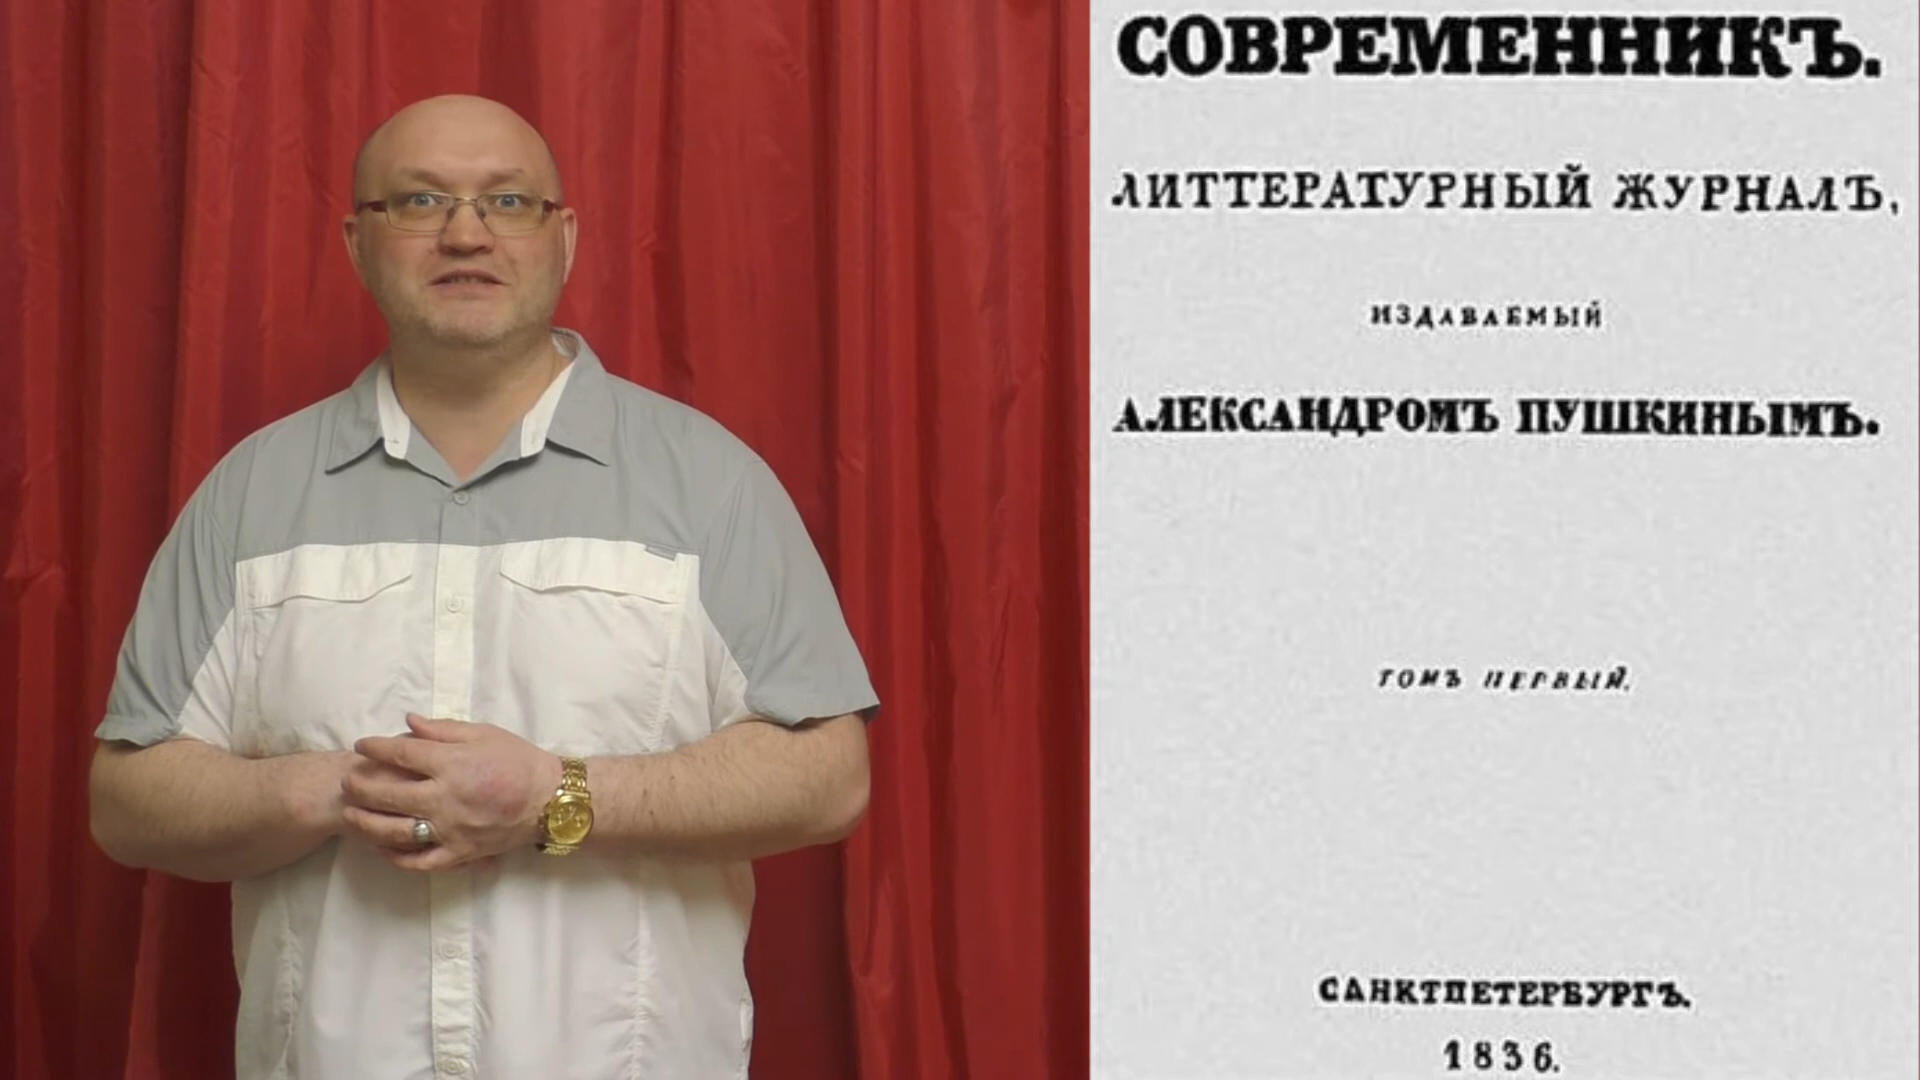 СОВРЕМЕННИКЪ.
ЛИТТЕРАТУРНЫЙ ЖУРНАЛЪ,
ИЗДАВАЕМЫЙ
АЛЕКСАНДРОМЪ ПУШКИНЫМЪ.
ТОМЪ ПЕРВЫЙ.
САНКТПЕТЕРБУРГЪ.
1836.